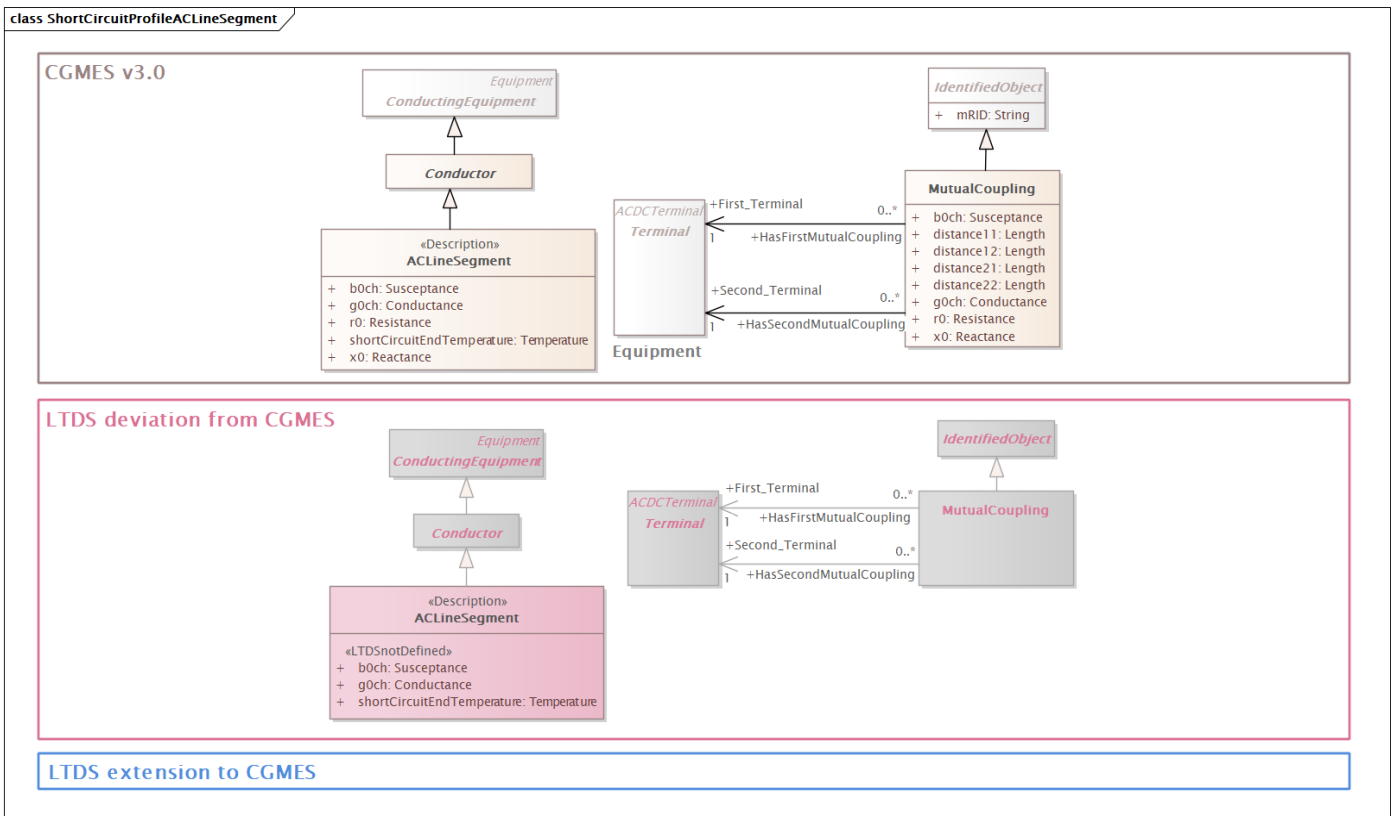 class ShortCircuitProfileACLineSegment
CGMES v3.0
Equipment
ConductingEquipment
Conductor
«Description»
ACLineSegment
+ b0ch: Susceptance
+ g0ch: Conductance
+ r0: Resistance
+ shortCircuitEndTemperature: Temperature
+ x0: Reactance
ACDCTerminal
Terminal
Equipment
+First_Terminal
0..*
1
+HasFirstMutualCoupling
+Second_Terminal
0..*
1
+HasSecondMutualCoupling
IdentifiedObject
+ mRID: String
MutualCoupling
+ b0ch: Susceptance
+ distance11: Length
+ distance12: Length
+ distance21: Length
+ distance22: Length
+ g0ch: Conductance
+ r0: Resistance
+ x0: Reactance
LTDS deviation from CGMES
Equipment
ConductingEquipment
Conductor
«Description»
ACLineSegment
«LTDSnotDefined»
+ b0ch: Susceptance
+ g0ch: Conductance
+ shortCircuitEndTemperature: Temperature
ACDCTerminal
Terminal
+First_Terminal
0..*
1
+HasFirstMutualCoupling
+Second_Terminal
0..*
1
+HasSecondMutualCoupling
IdentifiedObject
MutualCoupling
LTDS extension to CGMES